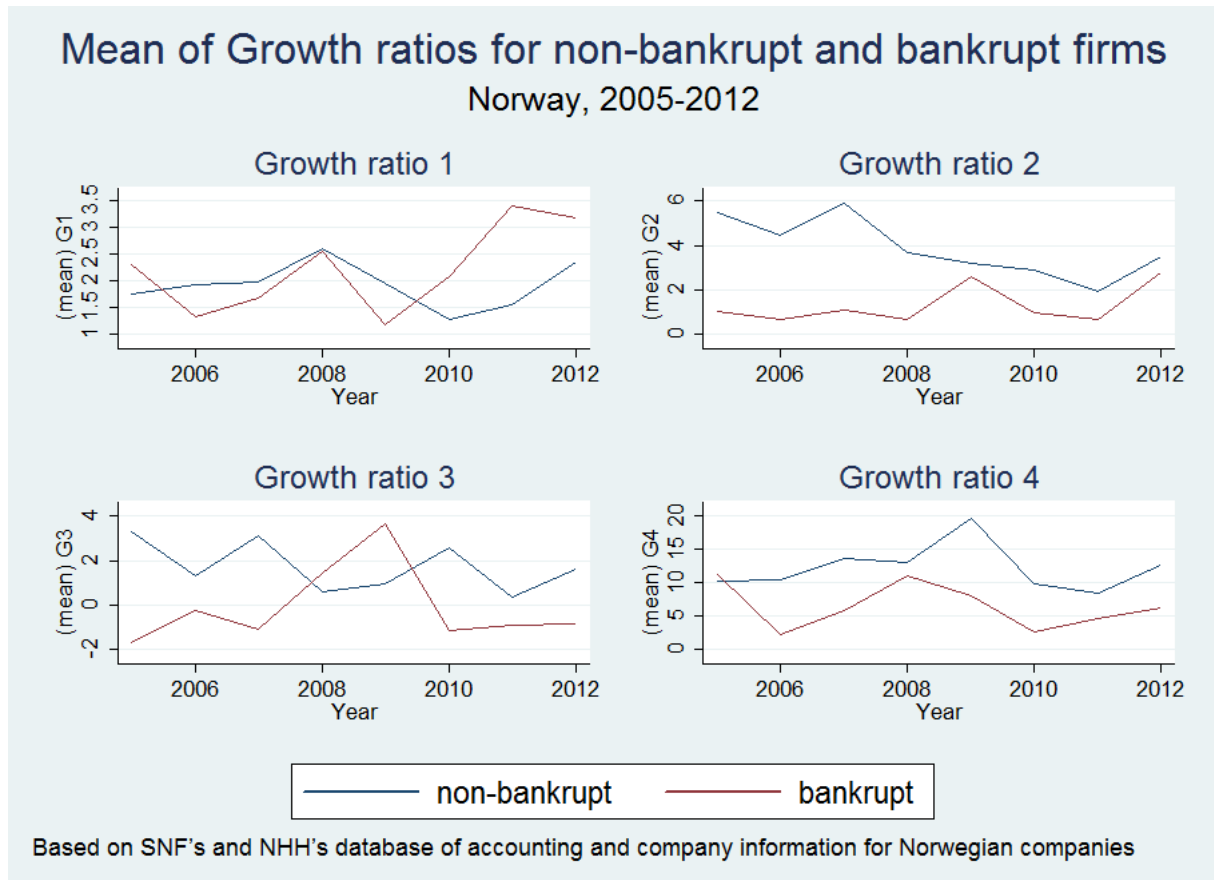 Mean of Growth ratios for non-bankrupt and bankrupt firms
Norway, 2005-2012
Growth ratio 1
(mean) G1
1 1.5 2 2.5 3 3.5
2006 2008 2010 2012
Year
Growth ratio 2
(mean) G2
0 2 4 6
2006 2008 2010 2012
Year
Growth ratio 3
(mean) G3
-2 0 2 4
2006 2008 2010 2012
Year
Growth ratio 4
(mean) G4
0 5 10 15 20
2006 2008 2010 2012
Year
non-bankrupt bankrupt
Based on SNF's and NHH's database of accounting and company information for Norwegian companies